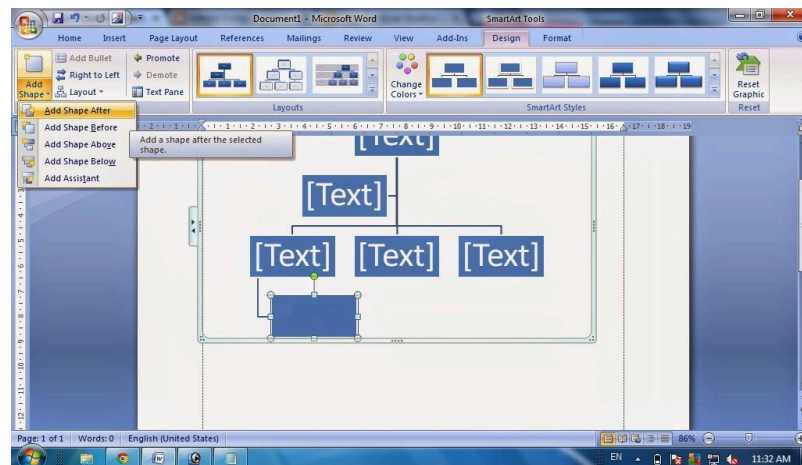 Document1 - Microsoft Word
SmartArt Tools
Home Insert Page Layout References Mailings Review View Add-Ins Design Format
Add Shape
Add Bullet
Right to Left
Layout
Promote
Demote
Text Pane
Layouts
Change Colors
SmartArt Styles
Reset Graphic
Reset
Add Shape After
Add Shape Before
Add Shape Above
Add Shape Below
Add Assistant
Add a shape after the selected
shape.
[Text]
[Text]
[Text] [Text] [Text]
Page: 1 of 1 Words: 0 English (United States) 86%
EN 11:32 AM